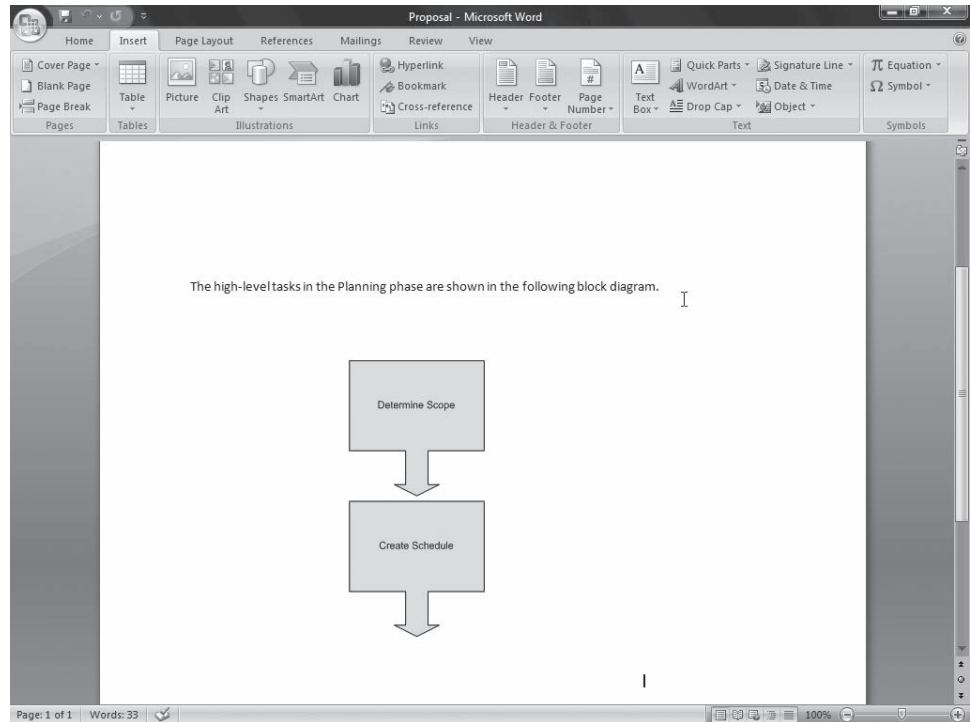 Proposal - Microsoft Word
Home Insert Page Layout References Mailings Review View
Cover Page
Blank Page
Page Break
Pages
Table
Tables
Picture
Clip Art
Shapes
SmartArt
Chart
Illustrations
Hyperlink
Bookmark
Cross-reference
Links
Header
Footer
Page Number
Header & Footer
Text Box
Quick Parts
WordArt
Drop Cap
Signature Line
Date & Time
Object
Text
π Equation
Ω Symbol
Symbols
The high-level tasks in the Planning phase are shown in the following block diagram.
Determine Scope
Create Schedule
Page: 1 of 1 Words: 33 100%